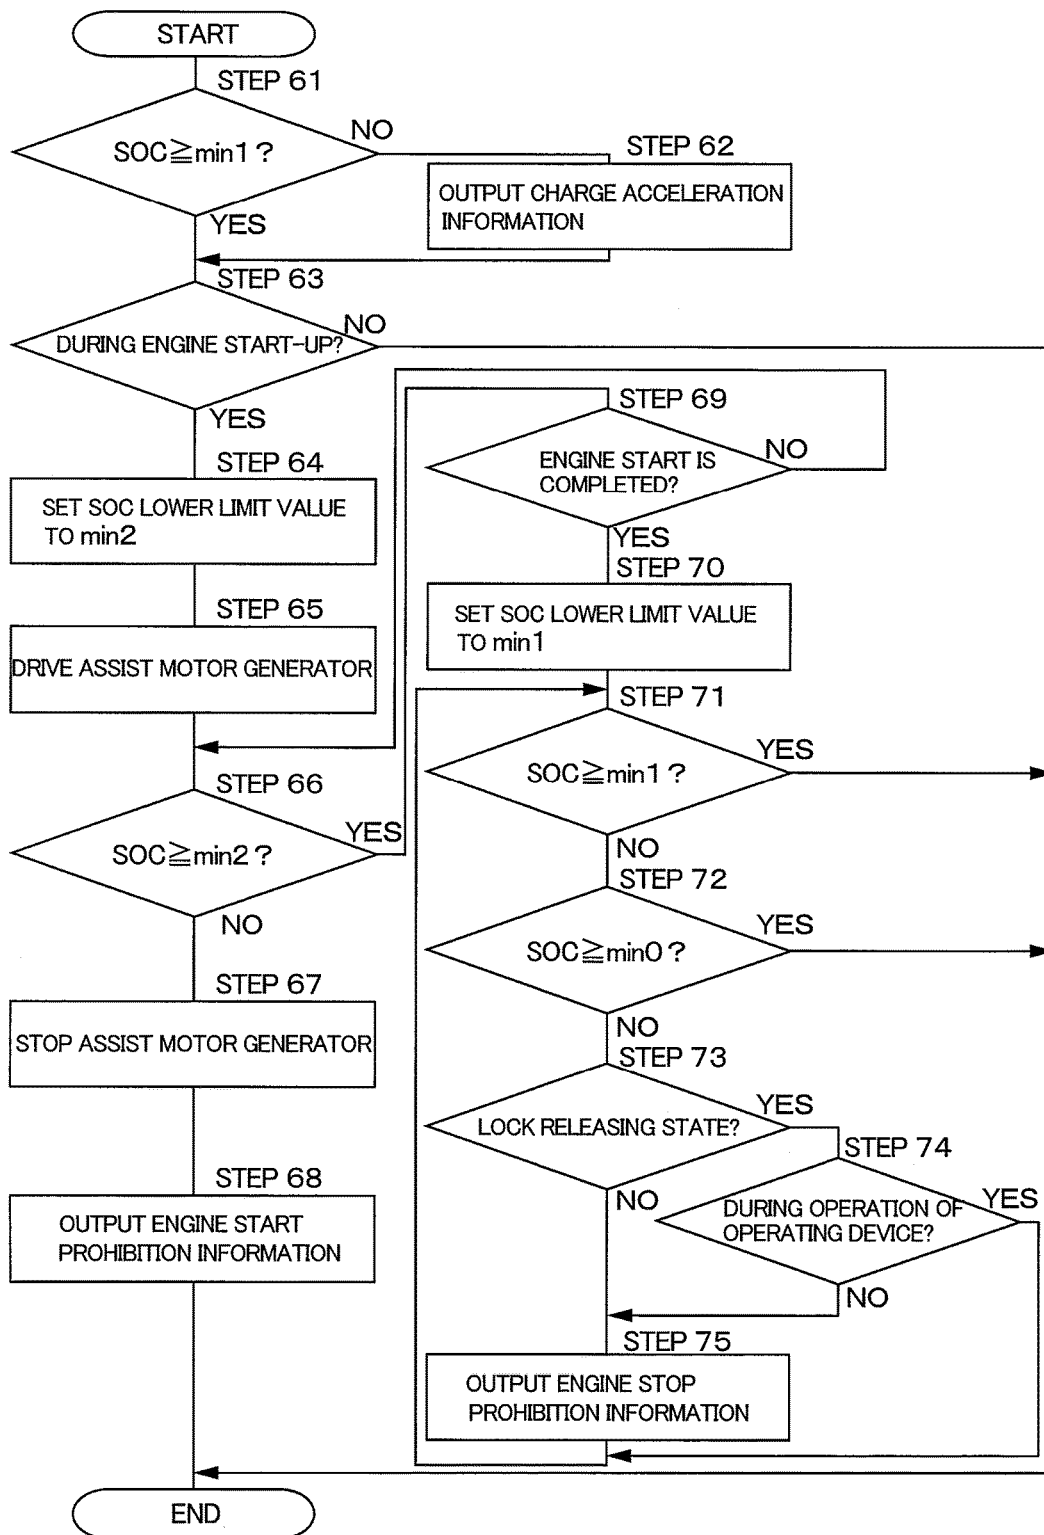 START
STEP 61
SOC≧min1?
NO
YES
STEP 62
OUTPUT CHARGE ACCELERATION
INFORMATION
STEP 63
DURING ENGINE START-UP?
NO
YES
STEP 64
SET SOC LOWER LIMIT VALUE
TO min2
STEP 65
DRIVE ASSIST MOTOR GENERATOR
STEP 66
SOC≧min2?
YES
NO
STEP 67
STOP ASSIST MOTOR GENERATOR
STEP 68
OUTPUT ENGINE START
PROHIBITION INFORMATION
STEP 69
ENGINE START IS
COMPLETED?
NO
YES
STEP 70
SET SOC LOWER LIMIT VALUE
TO min1
STEP 71
SOC≧min1?
YES
NO
STEP 72
SOC≧min0?
YES
NO
STEP 73
LOCK RELEASING STATE?
YES
NO
STEP 74
DURING OPERATION OF
OPERATING DEVICE?
YES
NO
STEP 75
OUTPUT ENGINE STOP
PROHIBITION INFORMATION
END